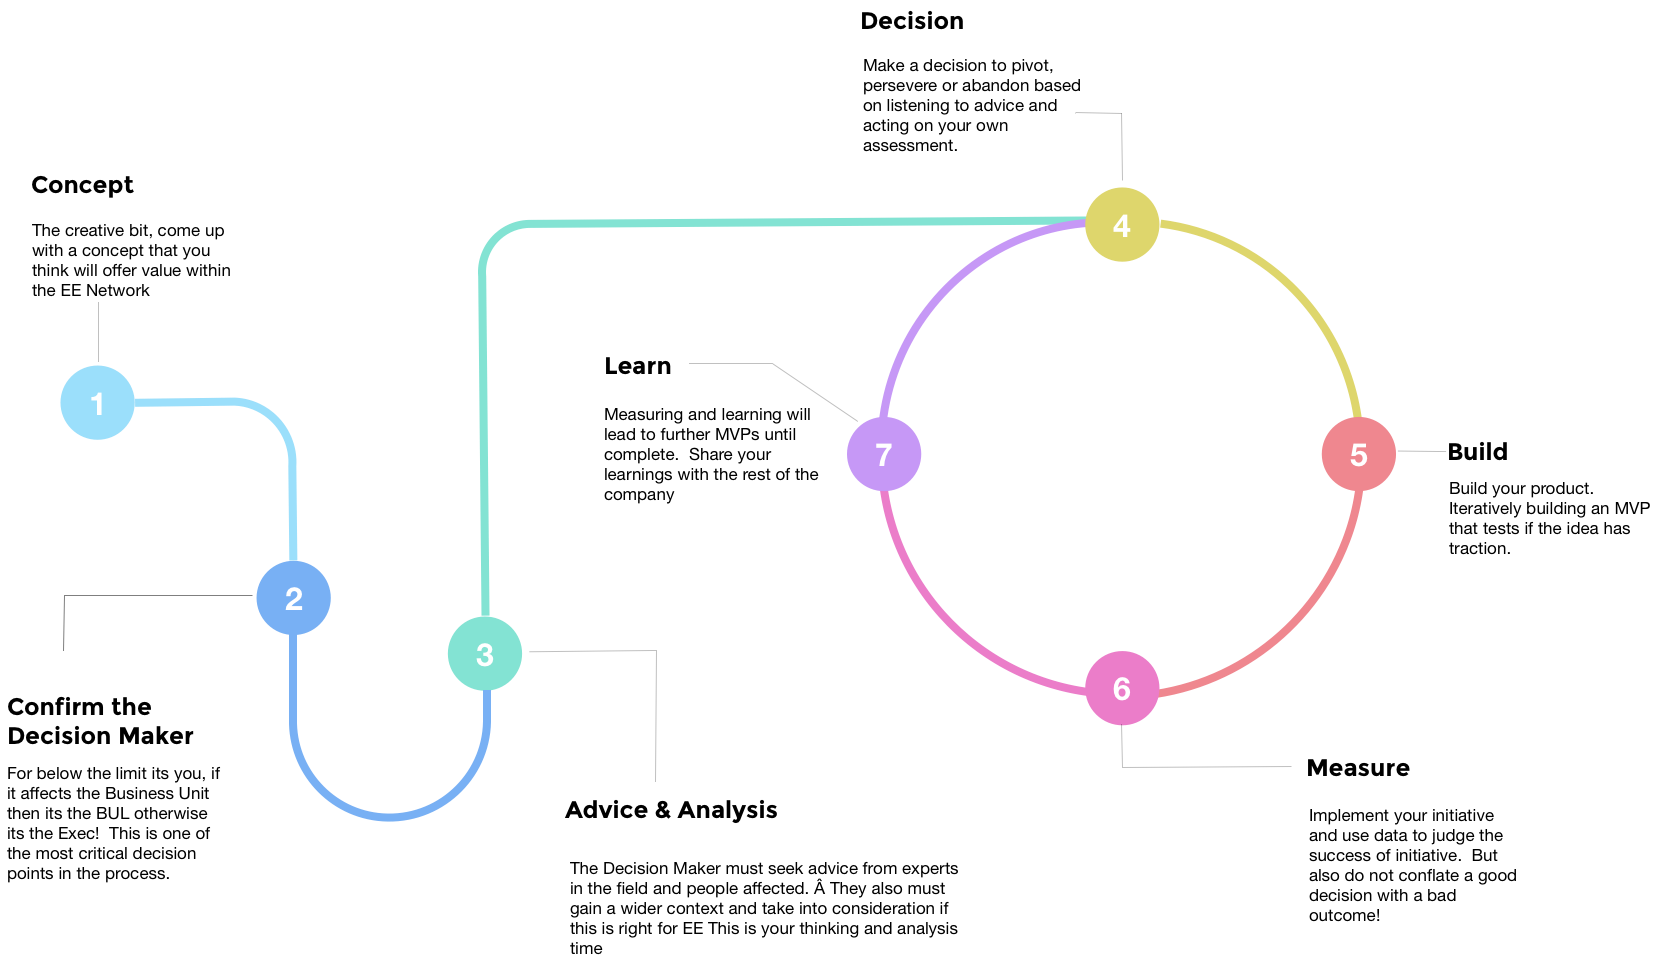 Concept
The creative bit, come up
with a concept that you
think will offer value within
the EE Network
1
2
Confirm the
Decision Maker
For below the limit its you, if
it affects the Business Unit
then its the BUL otherwise
its the Exec!  This is one of
the most critical decision
points in the process.
3
Advice & Analysis
The Decision Maker must seek advice from experts
in the field and people affected. Â They also must
gain a wider context and take into consideration if
this is right for EE This is your thinking and analysis
time
Decision
Make a decision to pivot,
persevere or abandon based
on listening to advice and
acting on your own
assessment.
4
5
Build
Build your product.
Iteratively building an MVP
that tests if the idea has
traction.
6
Measure
Implement your initiative
and use data to judge the
success of initiative.  But
also do not conflate a good
decision with a bad
outcome!
7
Learn
Measuring and learning will
lead to further MVPs until
complete.  Share your
learnings with the rest of the
company